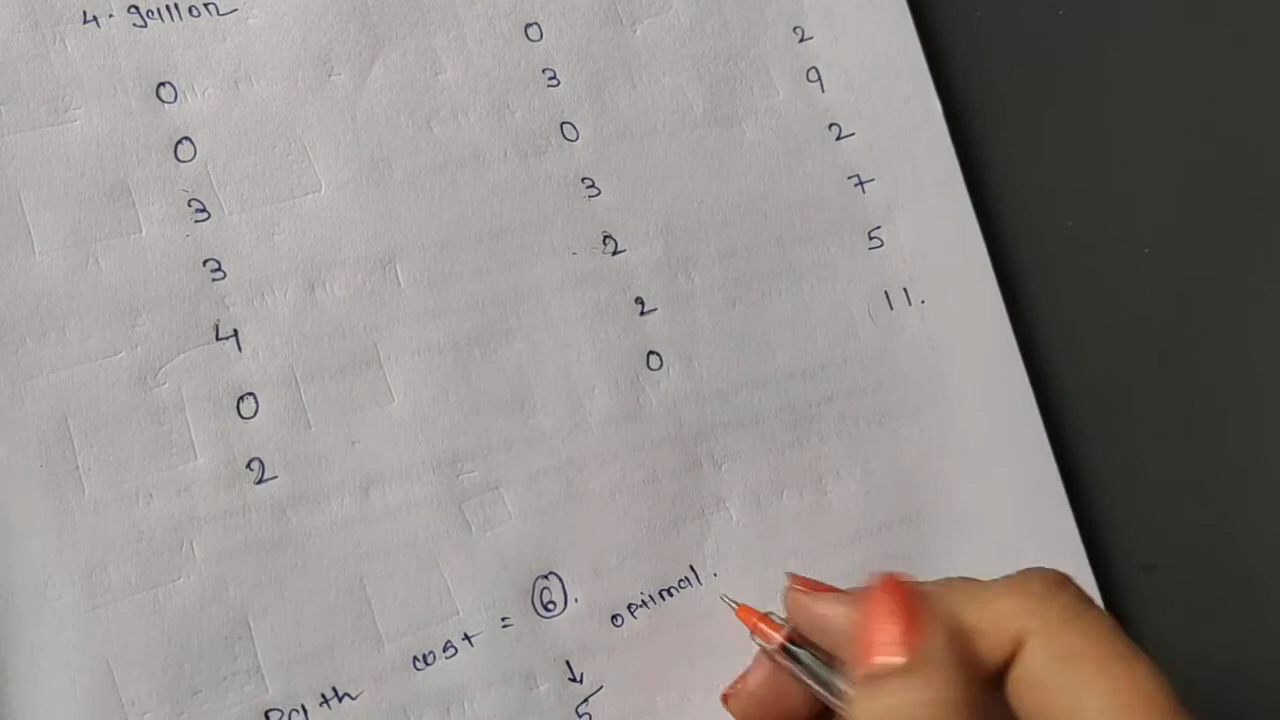 4-gallon
0 0 2
0 3 9
3 0 2
3 3 7
4 2 5
0 2 11.
2 0
Path cost = 6. optimal.
↓
5